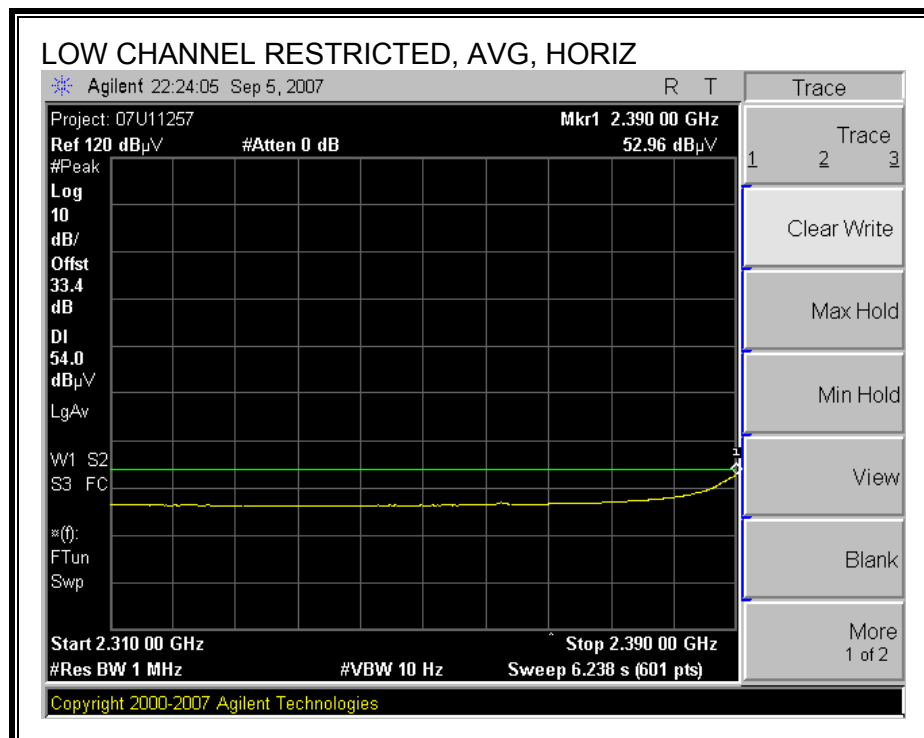 LOW CHANNEL RESTRICTED, AVG, HORIZ
Agilent 22:24:05 Sep 5, 2007 R T
Project: 07U11257 Mkr1 2.390 00 GHz
Ref 120 dBµV #Atten 0 dB 52.96 dBµV
#Peak
Log
10
dB/
Offst
33.4
dB
DI
54.0
dBµV
LgAv
W1 S2
S3 FC
¤(f):
FTun
Swp
1
Start 2.310 00 GHz Stop 2.390 00 GHz
#Res BW 1 MHz #VBW 10 Hz Sweep 6.238 s (601 pts)
Copyright 2000-2007 Agilent Technologies
Trace
Trace
1 2 3
Clear Write
Max Hold
Min Hold
View
Blank
More
1 of 2